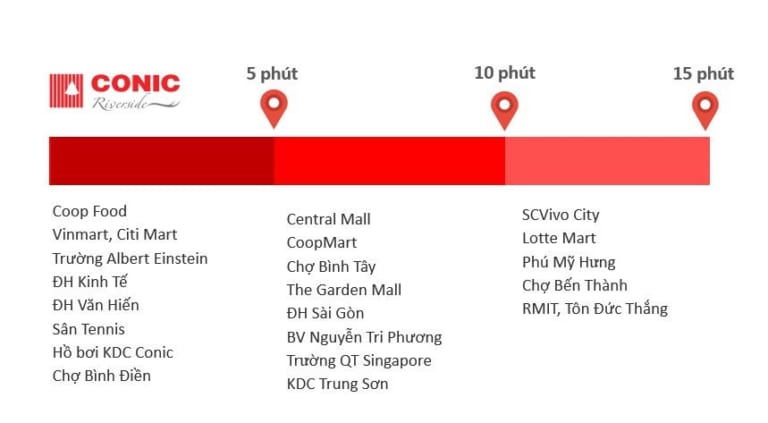 CONIC
Riverside
5 phút
10 phút
15 phút
Coop Food
Vinmart, Citi Mart
Trường Albert Einstein
ĐH Kinh Tế
ĐH Văn Hiến
Sân Tennis
Hồ bơi KDC Conic
Chợ Bình Điền
Central Mall
CoopMart
Chợ Bình Tây
The Garden Mall
ĐH Sài Gòn
BV Nguyễn Tri Phương
Trường QT Singapore
KDC Trung Sơn
SCVivo City
Lotte Mart
Phú Mỹ Hưng
Chợ Bến Thành
RMIT, Tôn Đức Thắng